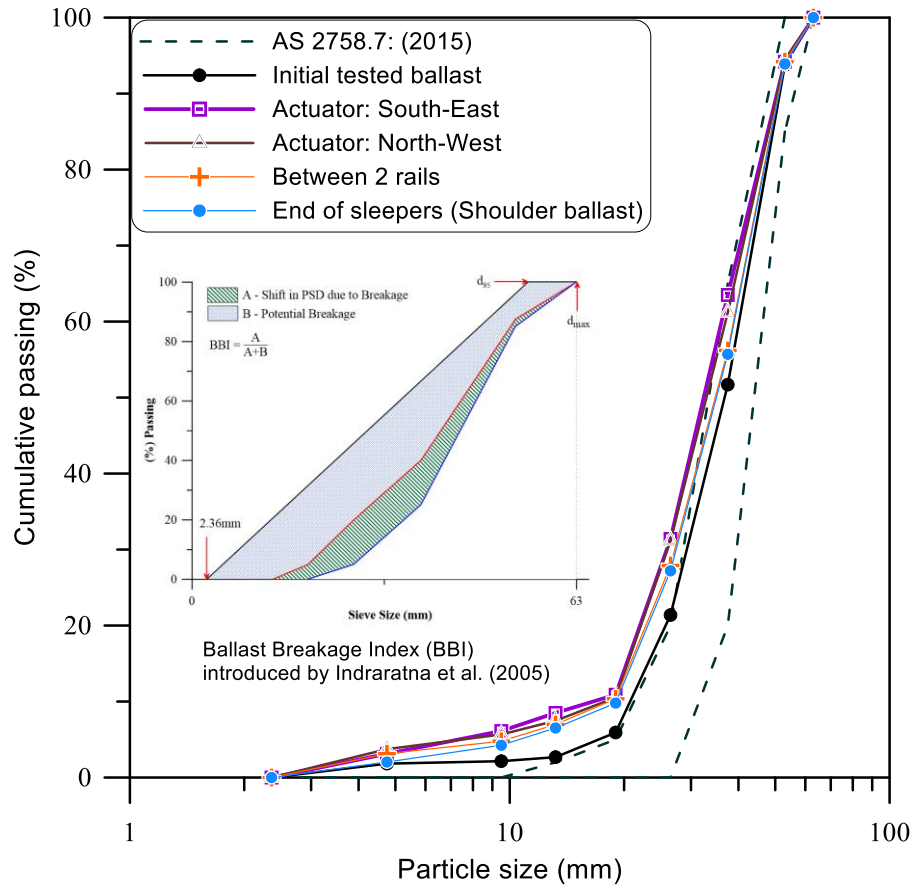 100
80
60
40
20
0
Cumulative passing (%)
AS 2758.7: (2015)
Initial tested ballast
Actuator: South-East
Actuator: North-West
Between 2 rails
End of sleepers (Shoulder ballast)
100
80
60
40
20
0
(%) Passing
A - Shift in PSD due to Breakage
B - Potential Breakage
BBI = A
A+B
d95
dmax
2.36mm
0
63
Sieve Size (mm)
Ballast Breakage Index (BBI)
introduced by Indraratna et al. (2005)
1
10
100
Particle size (mm)